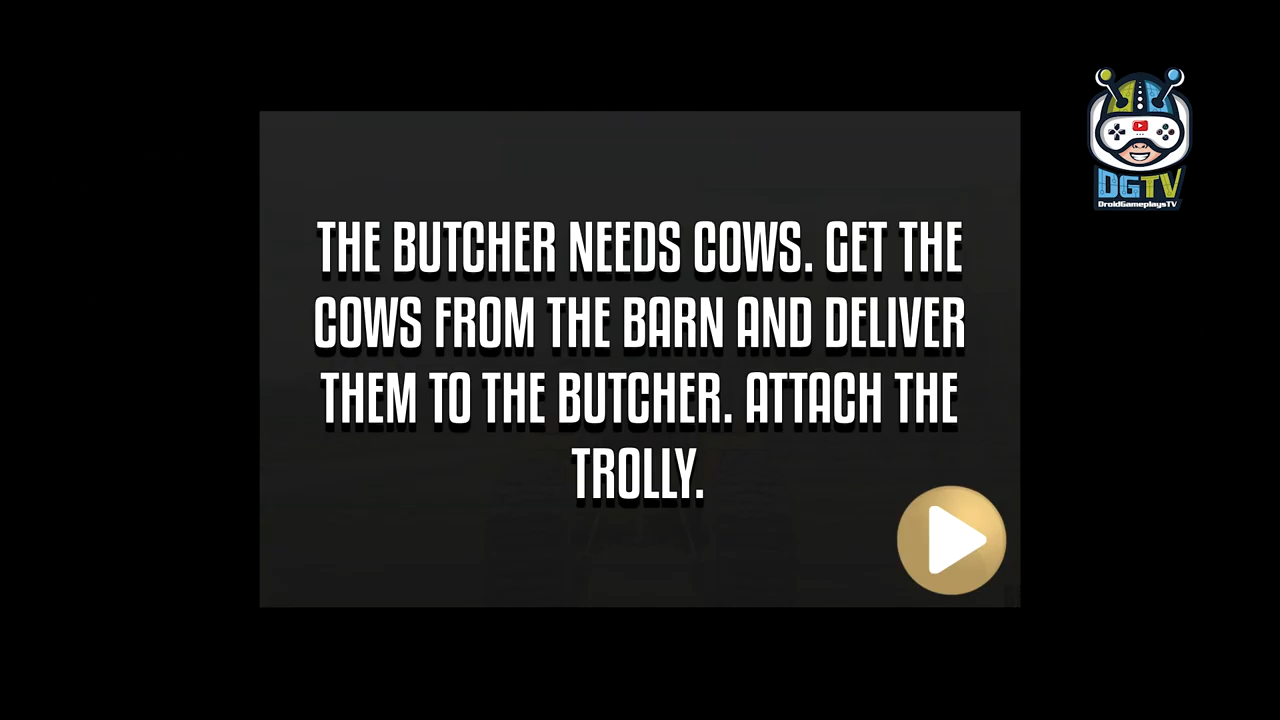 THE BUTCHER NEEDS COWS. GET THE
COWS FROM THE BARN AND DELIVER
THEM TO THE BUTCHER. ATTACH THE
TROLLY.
DGTV
DroidGameplaysTV